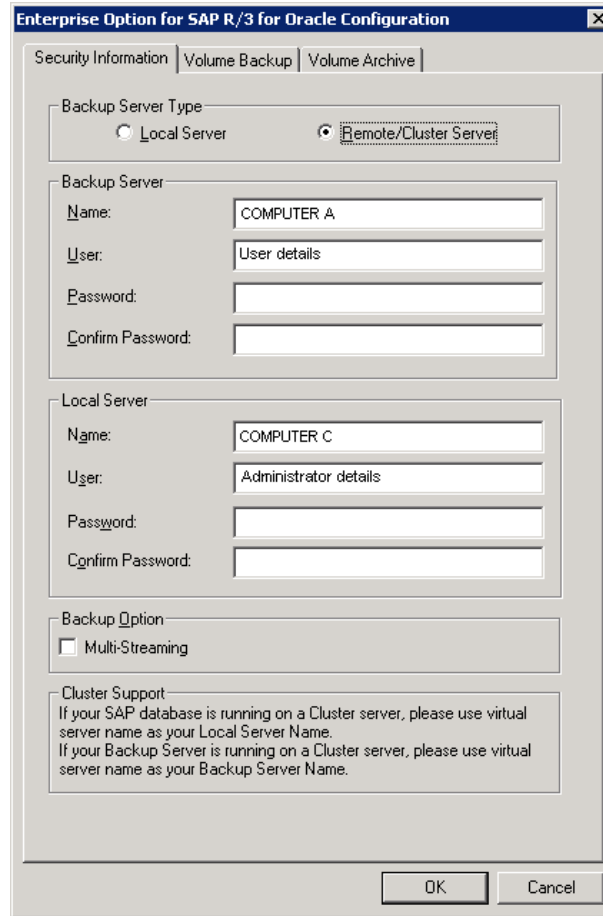 Enterprise Option for SAP R/3 for Oracle Configuration
Security Information Volume Backup Volume Archive
Backup Server Type
Local Server Remote/Cluster Server
Backup Server
Name: COMPUTER A
User: User details
Password:
Confirm Password:
Local Server
Name: COMPUTER C
User: Administrator details
Password:
Confirm Password:
Backup Option
Multi-Streaming
Cluster Support
If your SAP database is running on a Cluster server, please use virtual
server name as your Local Server Name.
If your Backup Server is running on a Cluster server, please use virtual
server name as your Backup Server Name.
OK Cancel